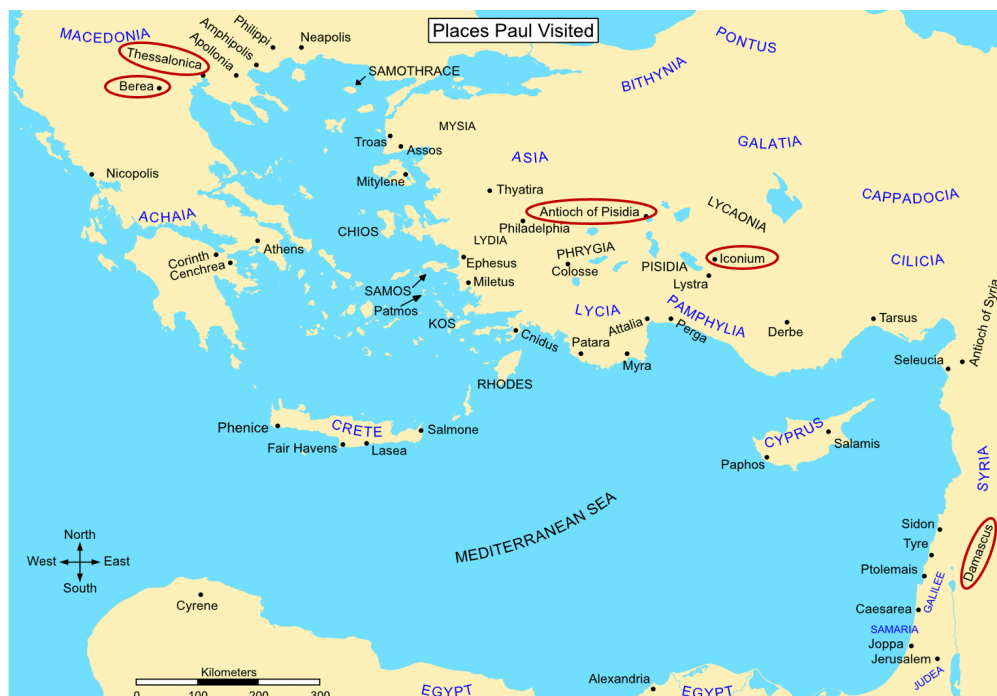 Places Paul Visited
MACEDONIA
Thessalonica
Berea
Amphipolis
Apollonia
Philippi
Neapolis
SAMOTHRACE
PONTUS
BITHYNIA
MYSIA
Troas
Assos
ASIA
GALATIA
Mitylene
Nicopolis
Thyatira
CAPPADOCIA
ACHAIA
Antioch of Pisidia
LYCAONIA
Philadelphia
CHIOS
LYDIA
PHRYGIA
Athens
Corinth
Cenchrea
Ephesus
Colosse
PISIDIA
Iconium
CILICIA
Lystra
Miletus
SAMOS
Patmos
KOS
LYCIA
PAMPHYLIA
Attalia
Perga
Derbe
Tarsus
Antioch of Syria
Cnidus
Patara
Myra
Seleucia
RHODES
Phenice
CRETE
Salmone
Fair Havens
Lasea
CYPRUS
Salamis
Paphos
SYRIA
MEDITERRANEAN SEA
Sidon
Damascus
Tyre
North
West
East
South
Ptolemais
GALILEE
Cyrene
Caesarea
SAMARIA
Joppa
Jerusalem
JUDEA
Kilometers
0 100 200 300
Alexandria
EGYPT
EGYPT